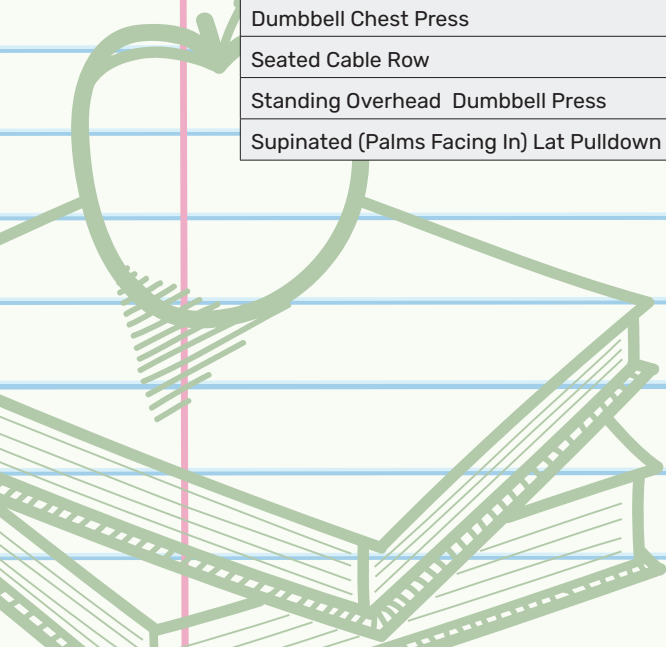 Dumbbell Chest Press
Seated Cable Row
Standing Overhead  Dumbbell Press
Supinated (Palms Facing In) Lat Pulldown